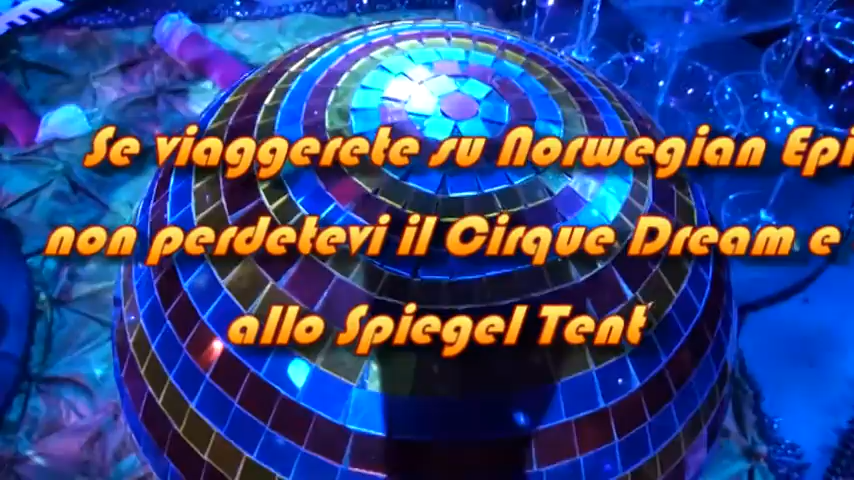 Se viaggerete su Norwegian Epi
non perdetevi il Cirque Dream e
allo Spiegel Tent